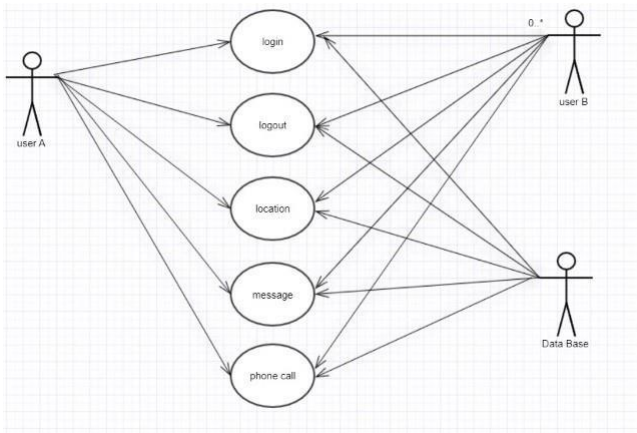 0..*
login
user B
logout
user A
location
message
Data Base
phone call